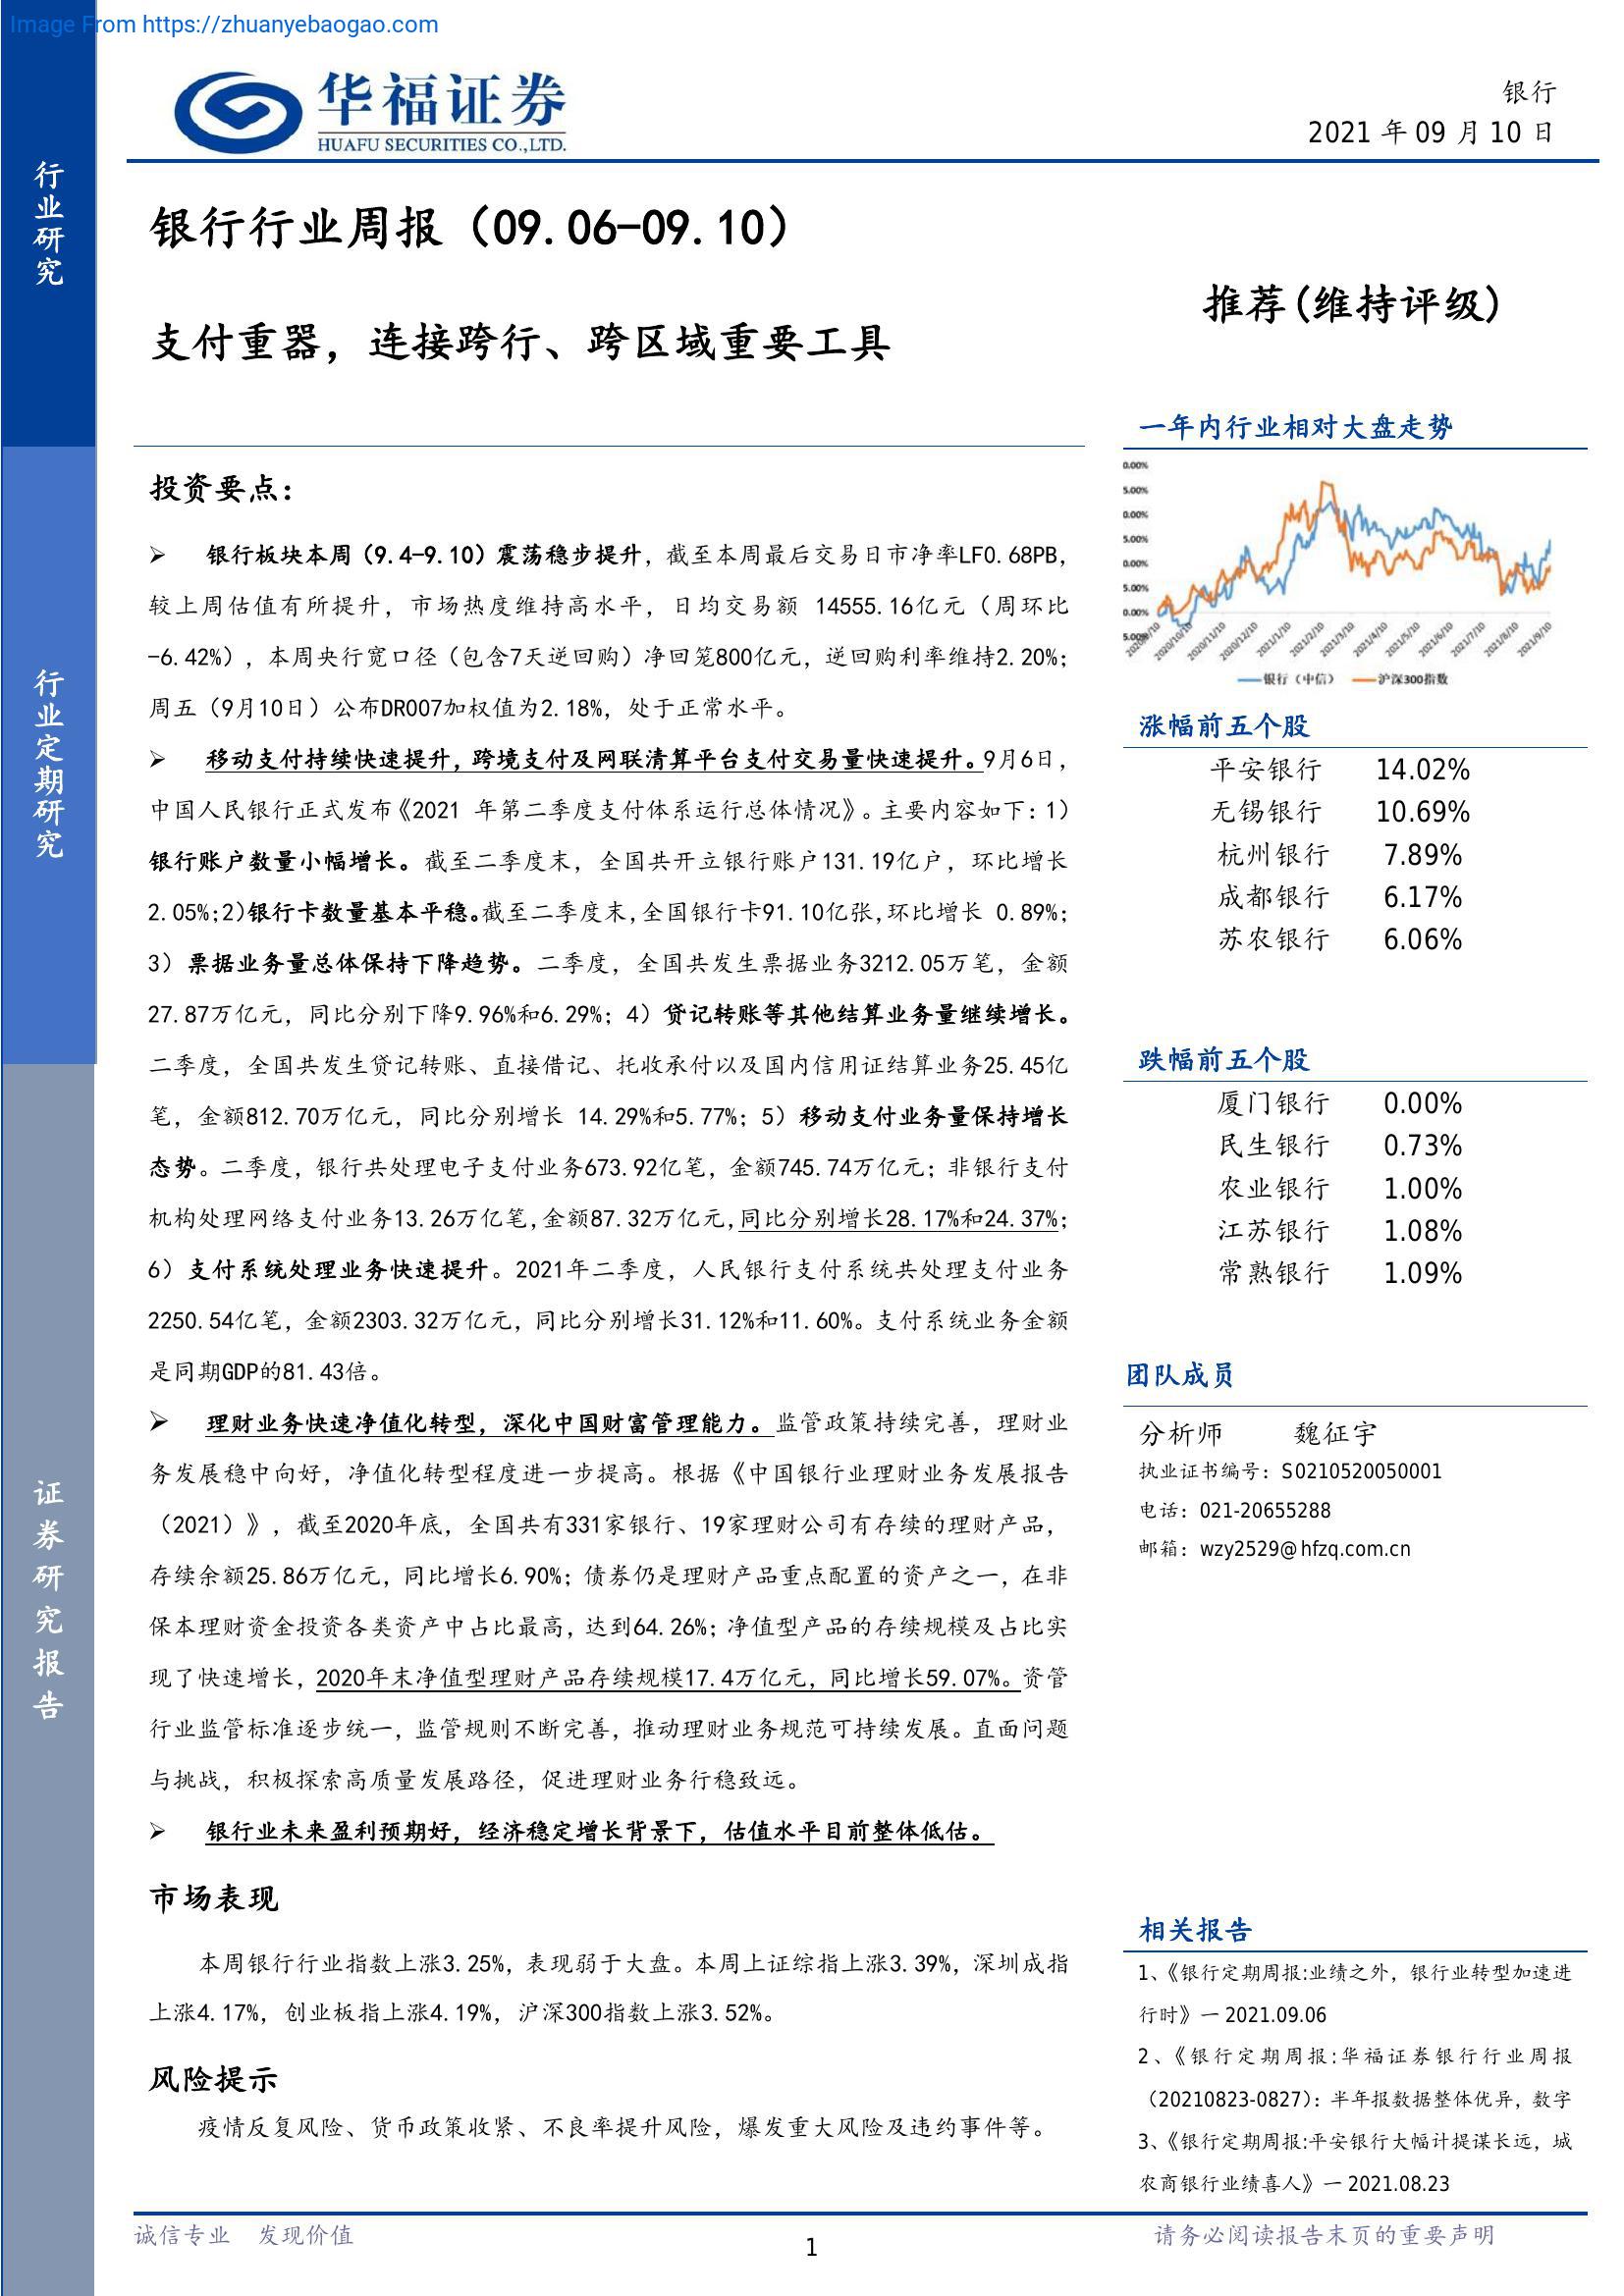 Image From https://zhuanyebaogao.com
华福证券
HUAFU SECURITIES CO.,LTD.
银行
2021 年 09 月 10 日
行业研究
行业定期研究
证券研究报告
银行行业周报（09.06-09.10）
支付重器，连接跨行、跨区域重要工具
推荐(维持评级)
投资要点：
➢ 银行板块本周（9.4-9.10）震荡稳步提升，截至本周最后交易日市净率LF0.68PB，
较上周估值有所提升，市场热度维持高水平，日均交易额 14555.16亿元（周环比
-6.42%），本周央行宽口径（包含7天逆回购）净回笼800亿元，逆回购利率维持2.20%；
周五（9月10日）公布DR007加权值为2.18%，处于正常水平。
➢ 移动支付持续快速提升，跨境支付及网联清算平台支付交易量快速提升。9月6日，
中国人民银行正式发布《2021 年第二季度支付体系运行总体情况》。主要内容如下：1）
银行账户数量小幅增长。截至二季度末，全国共开立银行账户131.19亿户，环比增长
2.05%;2)银行卡数量基本平稳。截至二季度末,全国银行卡91.10亿张,环比增长 0.89%;
3）票据业务量总体保持下降趋势。二季度，全国共发生票据业务3212.05万笔，金额
27.87万亿元，同比分别下降9.96%和6.29%；4）贷记转账等其他结算业务量继续增长。
二季度，全国共发生贷记转账、直接借记、托收承付以及国内信用证结算业务25.45亿
笔，金额812.70万亿元，同比分别增长 14.29%和5.77%；5）移动支付业务量保持增长
态势。二季度，银行共处理电子支付业务673.92亿笔，金额745.74万亿元；非银行支付
机构处理网络支付业务13.26万亿笔,金额87.32万亿元,同比分别增长28.17%和24.37%;
6）支付系统处理业务快速提升。2021年二季度，人民银行支付系统共处理支付业务
2250.54亿笔，金额2303.32万亿元，同比分别增长31.12%和11.60%。支付系统业务金额
是同期GDP的81.43倍。
➢ 理财业务快速净值化转型，深化中国财富管理能力。监管政策持续完善，理财业
务发展稳中向好，净值化转型程度进一步提高。根据《中国银行业理财业务发展报告
（2021）》，截至2020年底，全国共有331家银行、19家理财公司有存续的理财产品，
存续余额25.86万亿元，同比增长6.90%；债券仍是理财产品重点配置的资产之一，在非
保本理财资金投资各类资产中占比最高，达到64.26%；净值型产品的存续规模及占比实
现了快速增长，2020年末净值型理财产品存续规模17.4万亿元，同比增长59.07%。资管
行业监管标准逐步统一，监管规则不断完善，推动理财业务规范可持续发展。直面问题
与挑战，积极探索高质量发展路径，促进理财业务行稳致远。
➢ 银行业未来盈利预期好，经济稳定增长背景下，估值水平目前整体低估。
市场表现
本周银行行业指数上涨3.25%，表现弱于大盘。本周上证综指上涨3.39%，深圳成指
上涨4.17%，创业板指上涨4.19%，沪深300指数上涨3.52%。
风险提示
疫情反复风险、货币政策收紧、不良率提升风险，爆发重大风险及违约事件等。
一年内行业相对大盘走势
0.00%
5.00%
0.00%
5.00%
0.00%
5.00%
0.00%
5.00%
2020/10/10
2020/11/10
2020/12/10
2021/1/10
2021/2/10
2021/3/10
2021/4/10
2021/5/10
2021/6/10
2021/7/10
2021/8/10
2021/9/10
银行（中信） 沪深300指数
涨幅前五个股
平安银行 14.02%
无锡银行 10.69%
杭州银行 7.89%
成都银行 6.17%
苏农银行 6.06%
跌幅前五个股
厦门银行 0.00%
民生银行 0.73%
农业银行 1.00%
江苏银行 1.08%
常熟银行 1.09%
团队成员
分析师 魏征宇
执业证书编号：S0210520050001
电话：021-20655288
邮箱：wzy2529@hfzq.com.cn
相关报告
1、《银行定期周报:业绩之外，银行业转型加速进
行时》一 2021.09.06
2、《银行定期周报:华福证券银行行业周报
（20210823-0827）：半年报数据整体优异，数字
3、《银行定期周报:平安银行大幅计提谋长远，城
农商银行业绩喜人》一 2021.08.23
诚信专业 发现价值
1
请务必阅读报告末页的重要声明